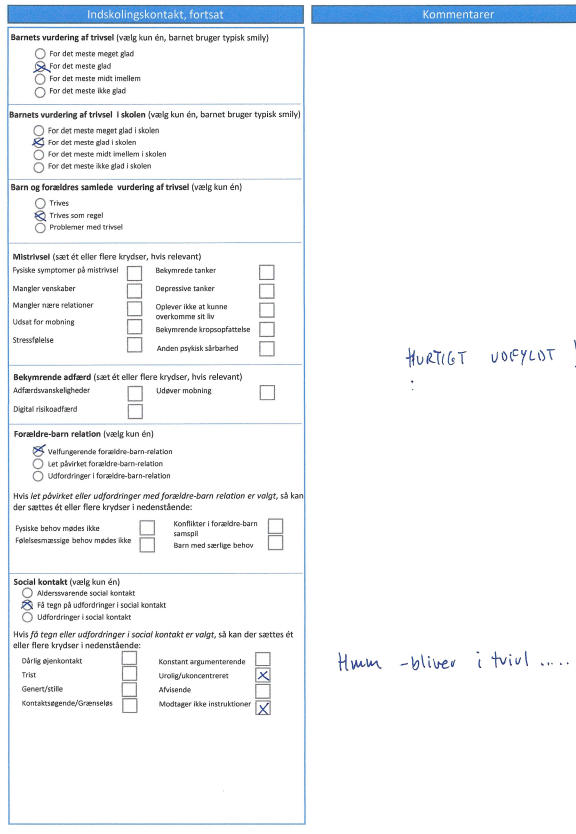 Indskolingskontakt, fortsat
Kommentarer
Barnets vurdering af trivsel (vælg kun én, barnet bruger typisk smily)
For det meste meget glad
For det meste glad
For det meste midt imellem
For det meste ikke glad
Barnets vurdering af trivsel i skolen (vælg kun én, barnet bruger typisk smily)
For det meste meget glad i skolen
For det meste glad i skolen
For det meste midt imellem i skolen
For det meste ikke glad i skolen
Barn og forældres samlede vurdering af trivsel (vælg kun én)
Trives
Trives som regel
Problemer med trivsel
Mistrivsel (sæt ét eller flere krydser, hvis relevant)
Fysiske symptomer på mistrivsel
Bekymrede tanker
Mangler venskaber
Depressive tanker
Mangler nære relationer
Oplever ikke at kunne
overkomme sit liv
Udsat for mobning
Bekymrende kropsopfattelse
Stressfølelse
Anden psykisk sårbarhed
HURTIGT UDFYLDT !
:
Bekymrende adfærd (sæt ét eller flere krydser, hvis relevant)
Adfærdsvanskeligheder
Udøver mobning
Digital risikoadfærd
Forældre-barn relation (vælg kun én)
Velfungerende forældre-barn-relation
Let påvirket forældre-barn-relation
Udfordringer i forældre-barn-relation
Hvis let påvirket eller udfordringer med forældre-barn relation er valgt, så kan
der sættes ét eller flere krydser i nedenstående:
Fysiske behov mødes ikke
Konflikter i forældre-barn
samspil
Følelsesmæssige behov mødes ikke
Barn med særlige behov
Social kontakt (vælg kun én)
Alderssvarende social kontakt
Få tegn på udfordringer i social kontakt
Udfordringer i social kontakt
Hvis få tegn eller udfordringer i social kontakt er valgt, så kan der sættes ét
eller flere krydser i nedenstående:
Dårlig øjenkontakt
Konstant argumenterende
Hmm - bliver i tvivl .....
Trist
Urolig/ukoncentreret
Genert/stille
Afvisende
Kontaktsøgende/Grænseløs
Modtager ikke instruktioner